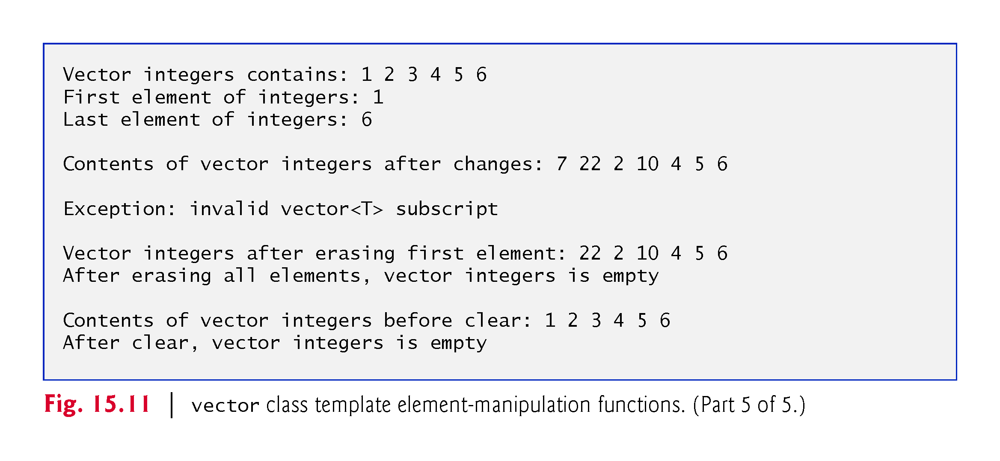 Vector integers contains: 1 2 3 4 5 6
First element of integers: 1
Last element of integers: 6
Contents of vector integers after changes: 7 22 2 10 4 5 6
Exception: invalid vector<T> subscript
Vector integers after erasing first element: 22 2 10 4 5 6
After erasing all elements, vector integers is empty
Contents of vector integers before clear: 1 2 3 4 5 6
After clear, vector integers is empty
Fig. 15.11 | vector class template element-manipulation functions. (Part 5 of 5.)